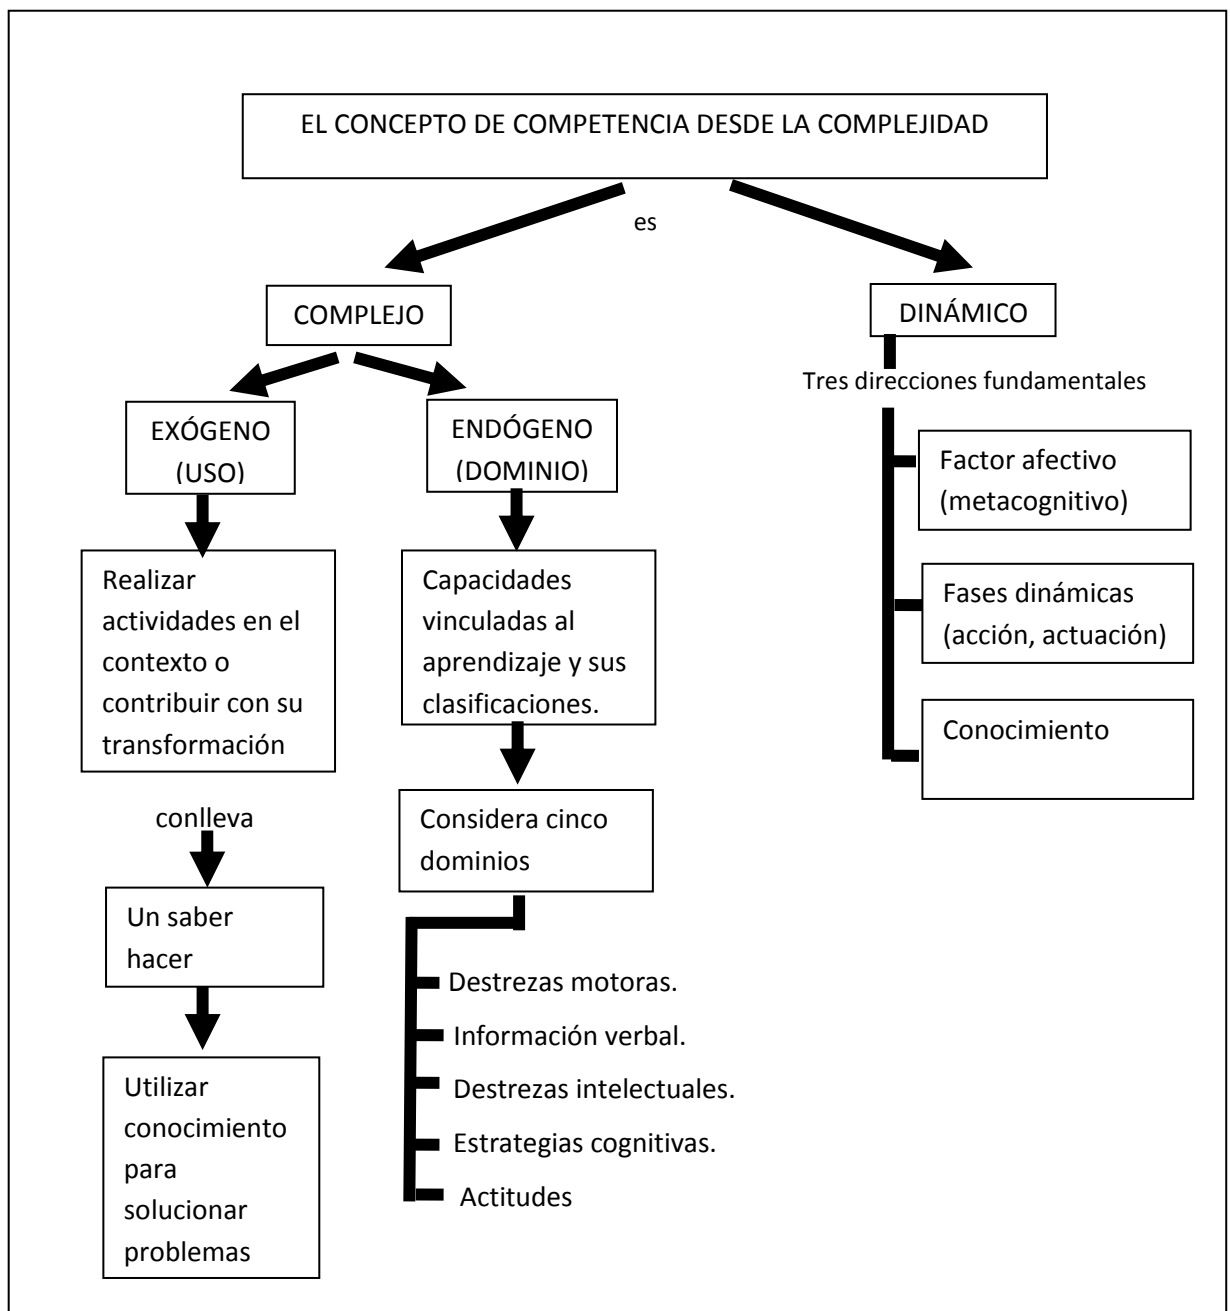 EL CONCEPTO DE COMPETENCIA DESDE LA COMPLEJIDAD
es
COMPLEJO
DINÁMICO
Tres direcciones fundamentales
EXÓGENO
(USO)
ENDÓGENO
(DOMINIO)
Factor afectivo
(metacognitivo)
Realizar
actividades en el
contexto o
contribuir con su
transformación
Capacidades
vinculadas al
aprendizaje y sus
clasificaciones.
Fases dinámicas
(acción, actuación)
Conocimiento
conlleva
Considera cinco
dominios
Un saber
hacer
Destrezas motoras.
Información verbal.
Destrezas intelectuales.
Estrategias cognitivas.
Actitudes
Utilizar
conocimiento
para
solucionar
problemas